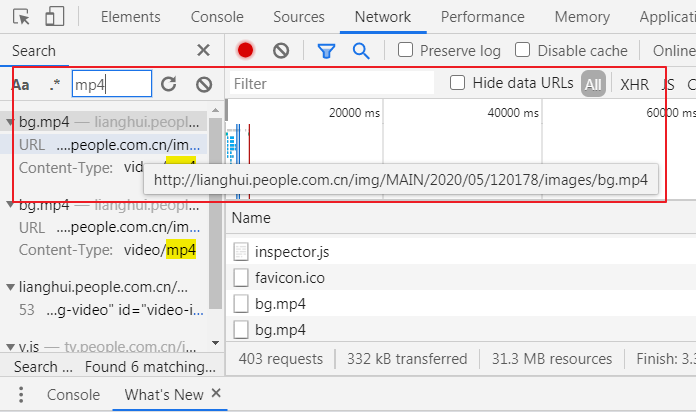 Elements Console Sources Network Performance Memory Applicati
Search
Preserve log Disable cache Online
Aa .* mp4
Filter Hide data URLs All XHR JS C
20000 ms 40000 ms 60000 ms
bg.mp4 — lianghui.peopl...
URL ....people.com.cn/im...
Content-Type: vid
http://lianghui.people.com.cn/img/MAIN/2020/05/120178/images/bg.mp4
bg.mp4 — lianghui.peopl...
URL ....people.com.cn/im...
Content-Type: video/mp4
lianghui.people.com.cn/...
53 ...g-video" id="video-i...
v.js — tv.people.com.cn/i...
Search ... Found 6 matching...
Name
inspector.js
favicon.ico
bg.mp4
bg.mp4
403 requests 332 kB transferred 31.3 MB resources Finish: 3.3
Console What's New